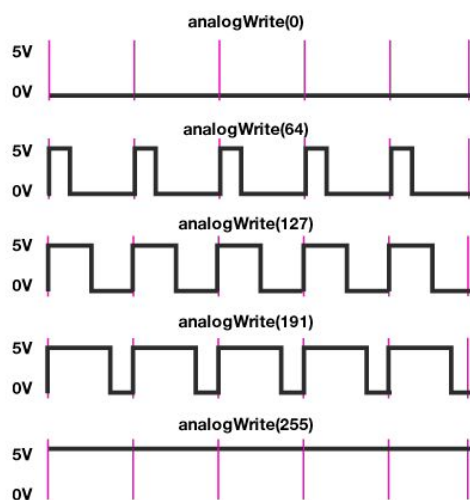 analogWrite(0)
5V
0V
analogWrite(64)
5V
0V
analogWrite(127)
5V
0V
analogWrite(191)
5V
0V
analogWrite(255)
5V
0V